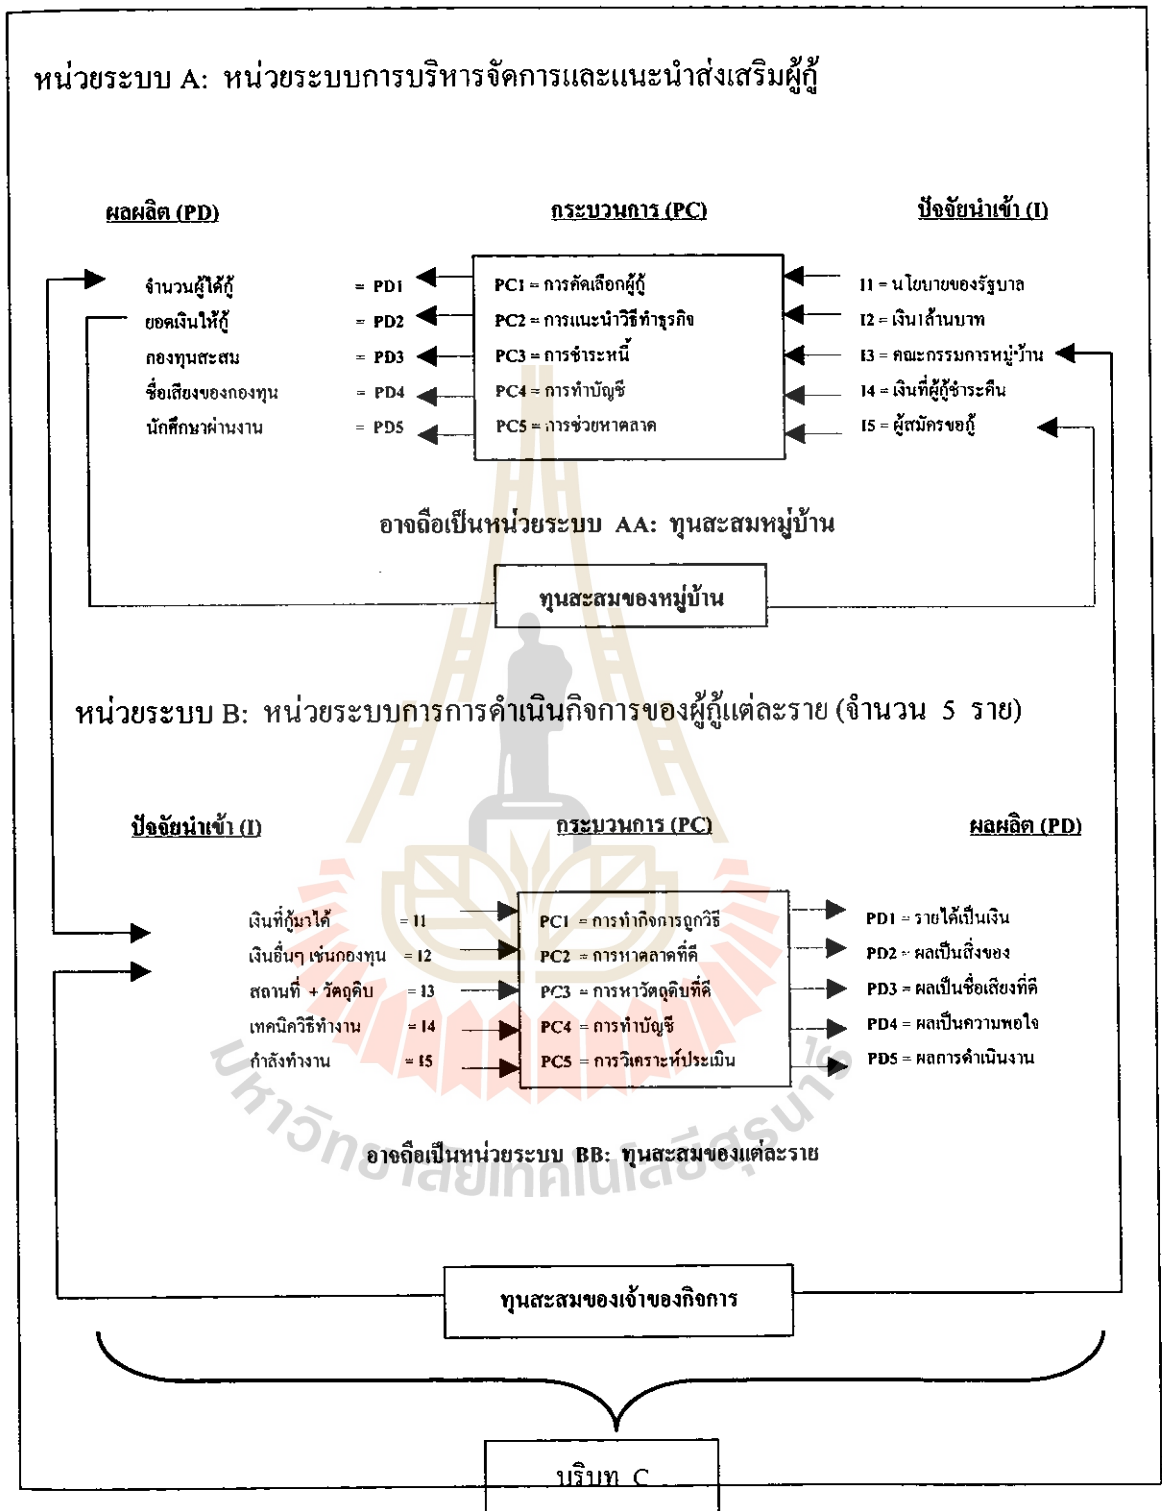 หน่วยระบบ A: หน่วยระบบการบริหารจัดการและแนะนำส่งเสริมผู้กู้
ผลผลิต (PD) กระบวนการ (PC) ปัจจัยนำเข้า (I)
จำนวนผู้ได้กู้ = PD1 PC1 = การคัดเลือกผู้กู้ I1 = นโยบายของรัฐบาล
ยอดเงินให้กู้ = PD2 PC2 = การแนะนำวิธีทำธุรกิจ I2 = เงิน1ล้านบาท
กองทุนสะสม = PD3 PC3 = การชำระหนี้ I3 = คณะกรรมการหมู่บ้าน
ชื่อเสียงของกองทุน = PD4 PC4 = การทำบัญชี I4 = เงินที่ผู้กู้ชำระคืน
นักศึกษาผ่านงาน = PD5 PC5 = การช่วยหาตลาด I5 = ผู้สมัครขอกู้
อาจถือเป็นหน่วยระบบ AA: ทุนสะสมหมู่บ้าน
ทุนสะสมของหมู่บ้าน
หน่วยระบบ B: หน่วยระบบการการดำเนินกิจการของผู้กู้แต่ละราย (จำนวน 5 ราย)
ปัจจัยนำเข้า (I) กระบวนการ (PC) ผลผลิต (PD)
เงินที่กู้มาได้ = I1 PC1 = การทำกิจการถูกวิธี PD1 = รายได้เป็นเงิน
เงินอื่นๆ เช่นกองทุน = I2 PC2 = การหาตลาดที่ดี PD2 = ผลเป็นสิ่งของ
สถานที่ + วัตถุดิบ = I3 PC3 = การหาวัตถุดิบที่ดี PD3 = ผลเป็นชื่อเสียงที่ดี
เทคนิควิธีทำงาน = I4 PC4 = การทำบัญชี PD4 = ผลเป็นความพอใจ
กำลังทำงาน = I5 PC5 = การวิเคราะห์ประเมิน PD5 = ผลการดำเนินงาน
มหาวิทยาลัยเทคโนโลยีสุรนารี
อาจถือเป็นหน่วยระบบ BB: ทุนสะสมของแต่ละราย
ทุนสะสมของเจ้าของกิจการ
บริบท C